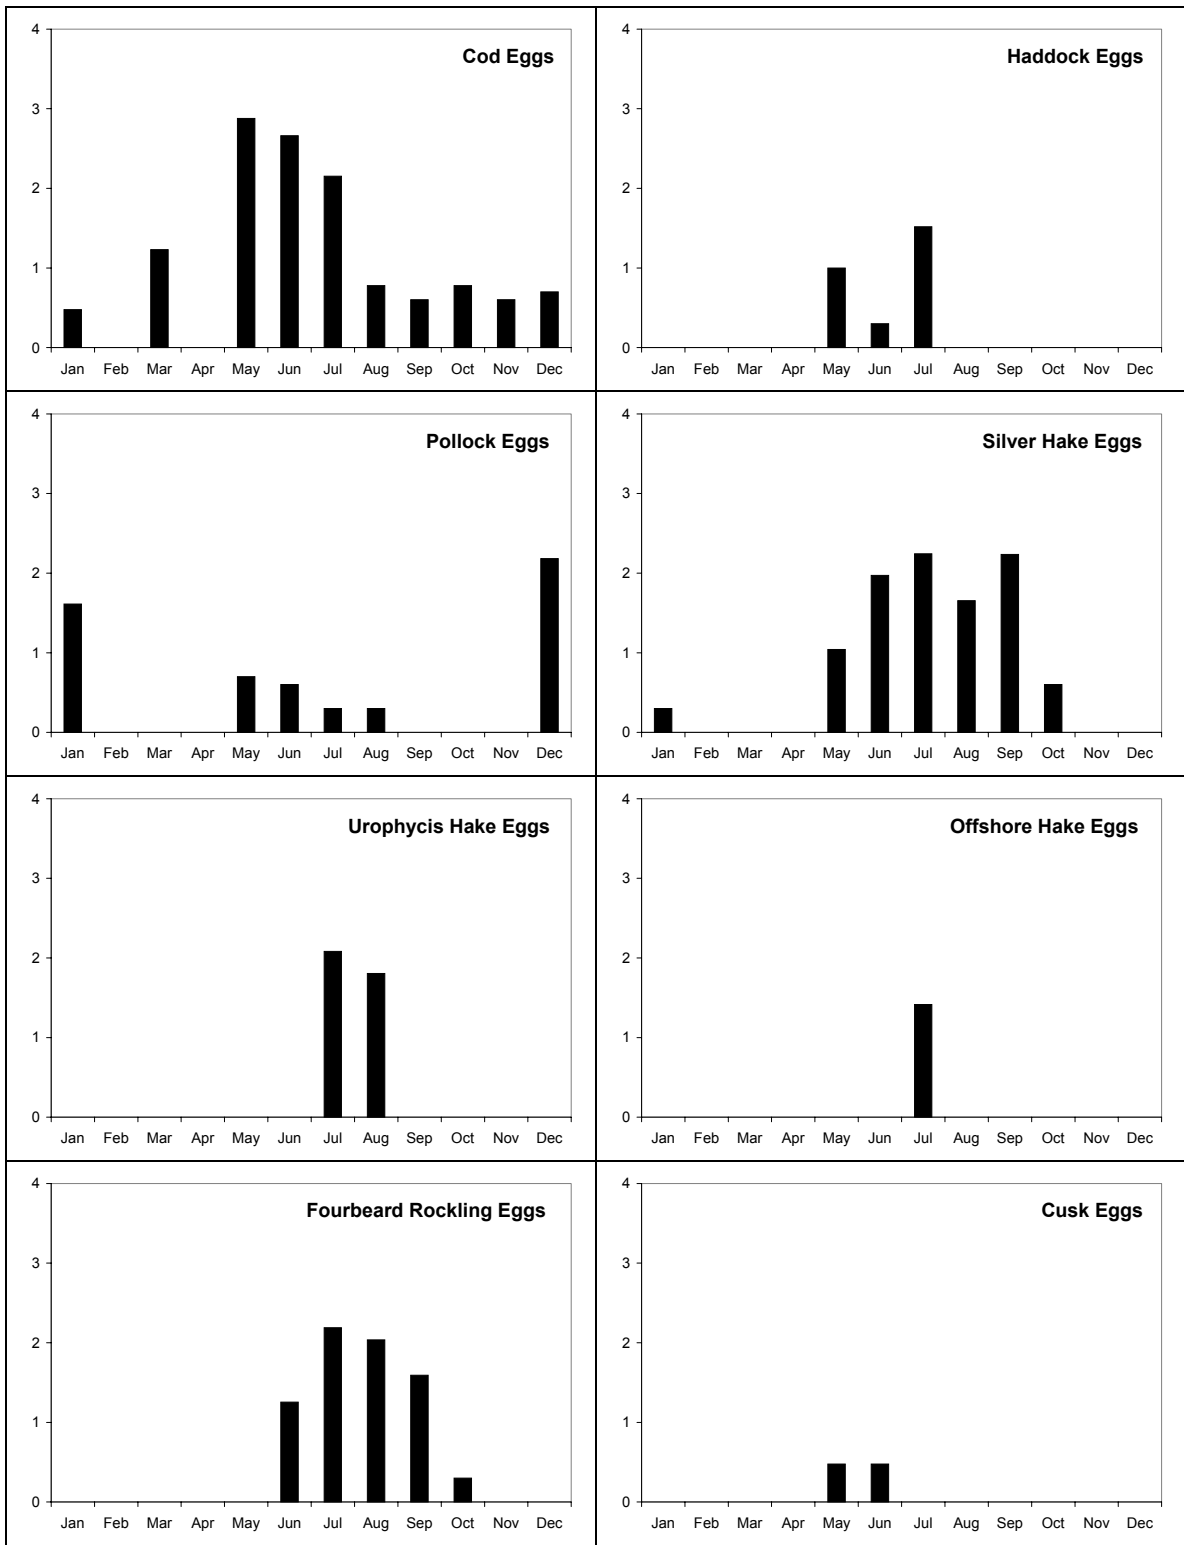 Cod Eggs
4
3
2
1
0
Jan Feb Mar Apr May Jun Jul Aug Sep Oct Nov Dec
Haddock Eggs
4
3
2
1
0
Jan Feb Mar Apr May Jun Jul Aug Sep Oct Nov Dec
Pollock Eggs
4
3
2
1
0
Jan Feb Mar Apr May Jun Jul Aug Sep Oct Nov Dec
Silver Hake Eggs
4
3
2
1
0
Jan Feb Mar Apr May Jun Jul Aug Sep Oct Nov Dec
Urophycis Hake Eggs
4
3
2
1
0
Jan Feb Mar Apr May Jun Jul Aug Sep Oct Nov Dec
Offshore Hake Eggs
4
3
2
1
0
Jan Feb Mar Apr May Jun Jul Aug Sep Oct Nov Dec
Fourbeard Rockling Eggs
4
3
2
1
0
Jan Feb Mar Apr May Jun Jul Aug Sep Oct Nov Dec
Cusk Eggs
4
3
2
1
0
Jan Feb Mar Apr May Jun Jul Aug Sep Oct Nov Dec